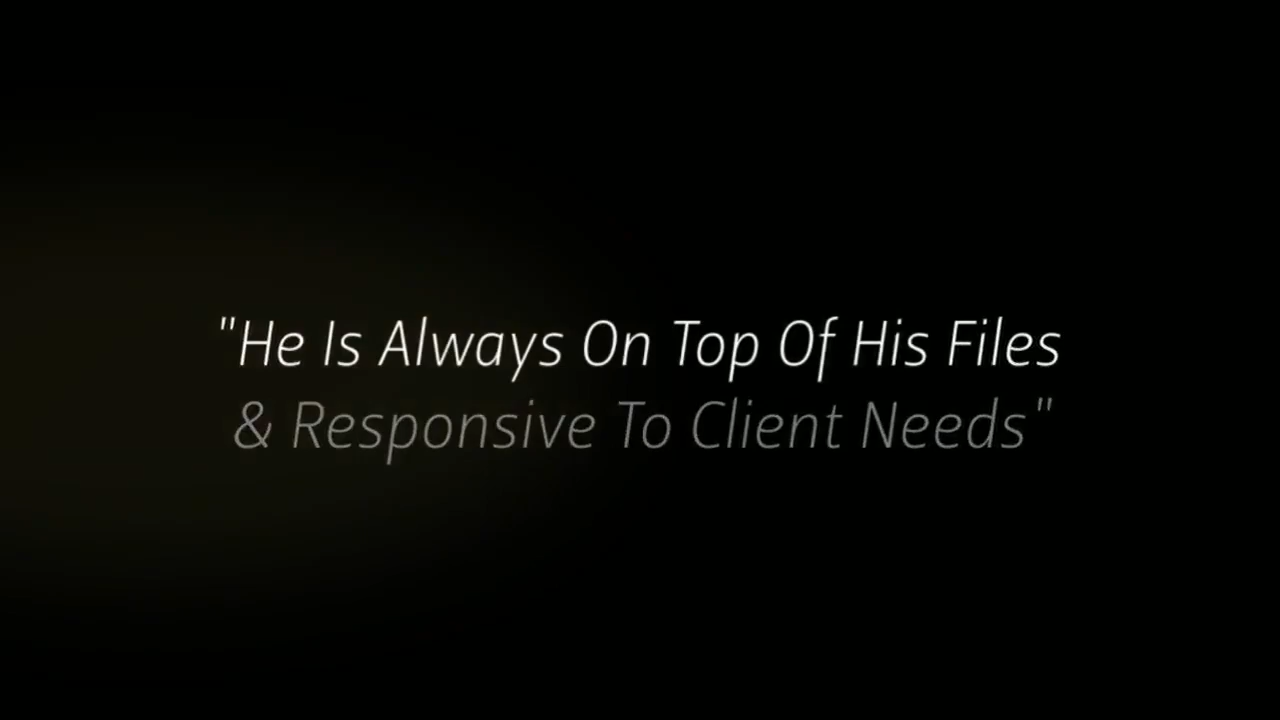 "He Is Always On Top Of His Files
& Responsive To Client Needs"